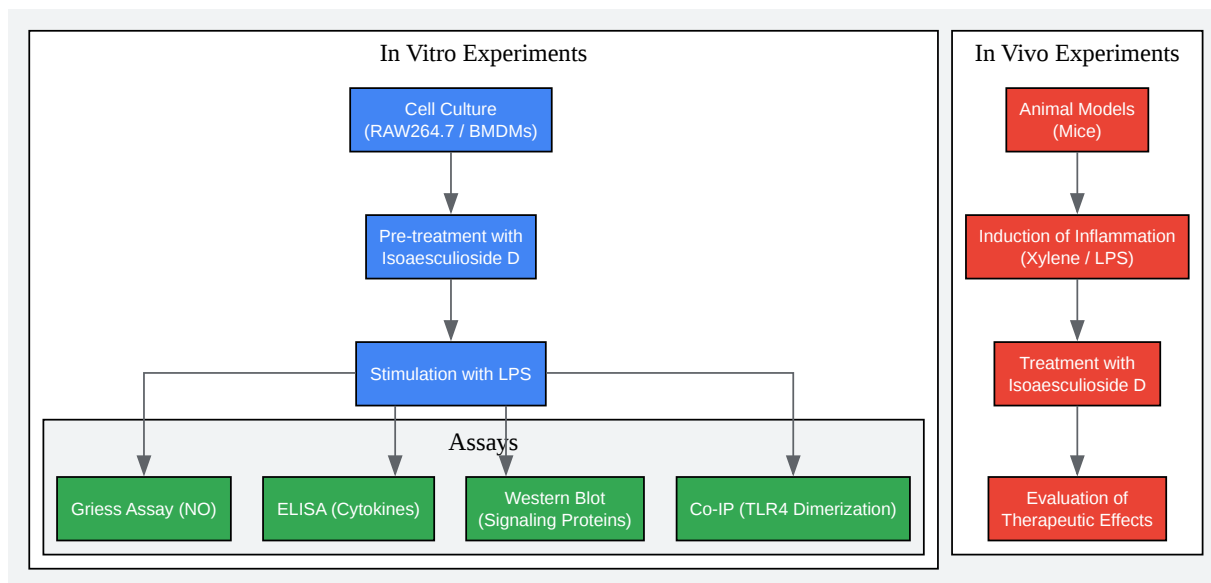 In Vitro Experiments
Cell Culture
(RAW264.7 / BMDMs)
Pre-treatment with
Isoaesculioside D
Stimulation with LPS
Assays
Griess Assay (NO)
ELISA (Cytokines)
Western Blot
(Signaling Proteins)
Co-IP (TLR4 Dimerization)
In Vivo Experiments
Animal Models
(Mice)
Induction of Inflammation
(Xylene / LPS)
Treatment with
Isoaesculioside D
Evaluation of
Therapeutic Effects